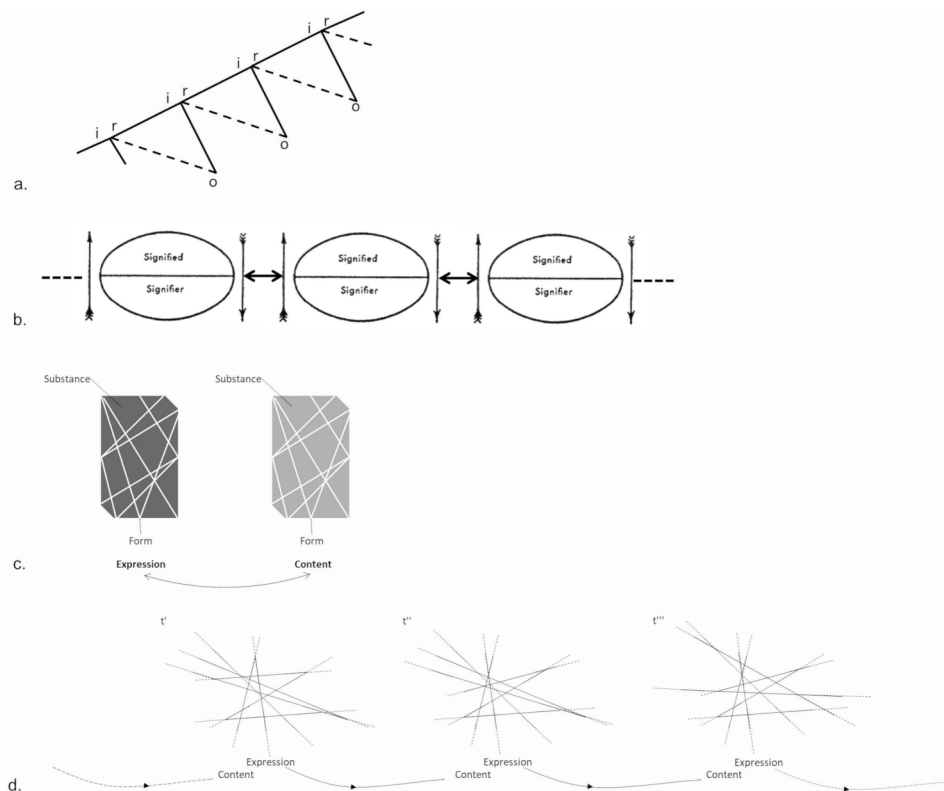 i r
i r
i r
i r
o
o
o
a.
Signified Signified Signified
Signifier Signifier Signifier
b.
Substance Substance
Form Form
Expression Content
c.
t' t'' t'''
Expression Expression Expression
Content Content Content
d.